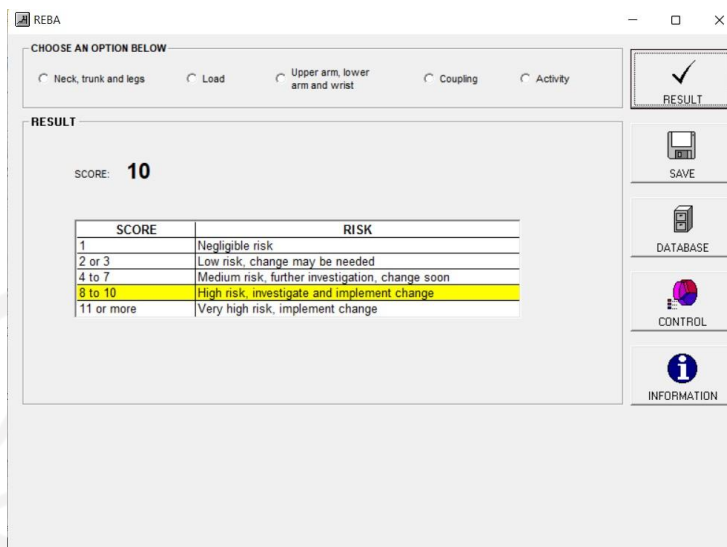 REBA
CHOOSE AN OPTION BELOW
Neck, trunk and legs
Load
Upper arm, lower
arm and wrist
Coupling
Activity
RESULT
SCORE: 10
SCORE RISK
1 Negligible risk
2 or 3 Low risk, change may be needed
4 to 7 Medium risk, further investigation, change soon
8 to 10 High risk, investigate and implement change
11 or more Very high risk, implement change
RESULT
SAVE
DATABASE
CONTROL
INFORMATION